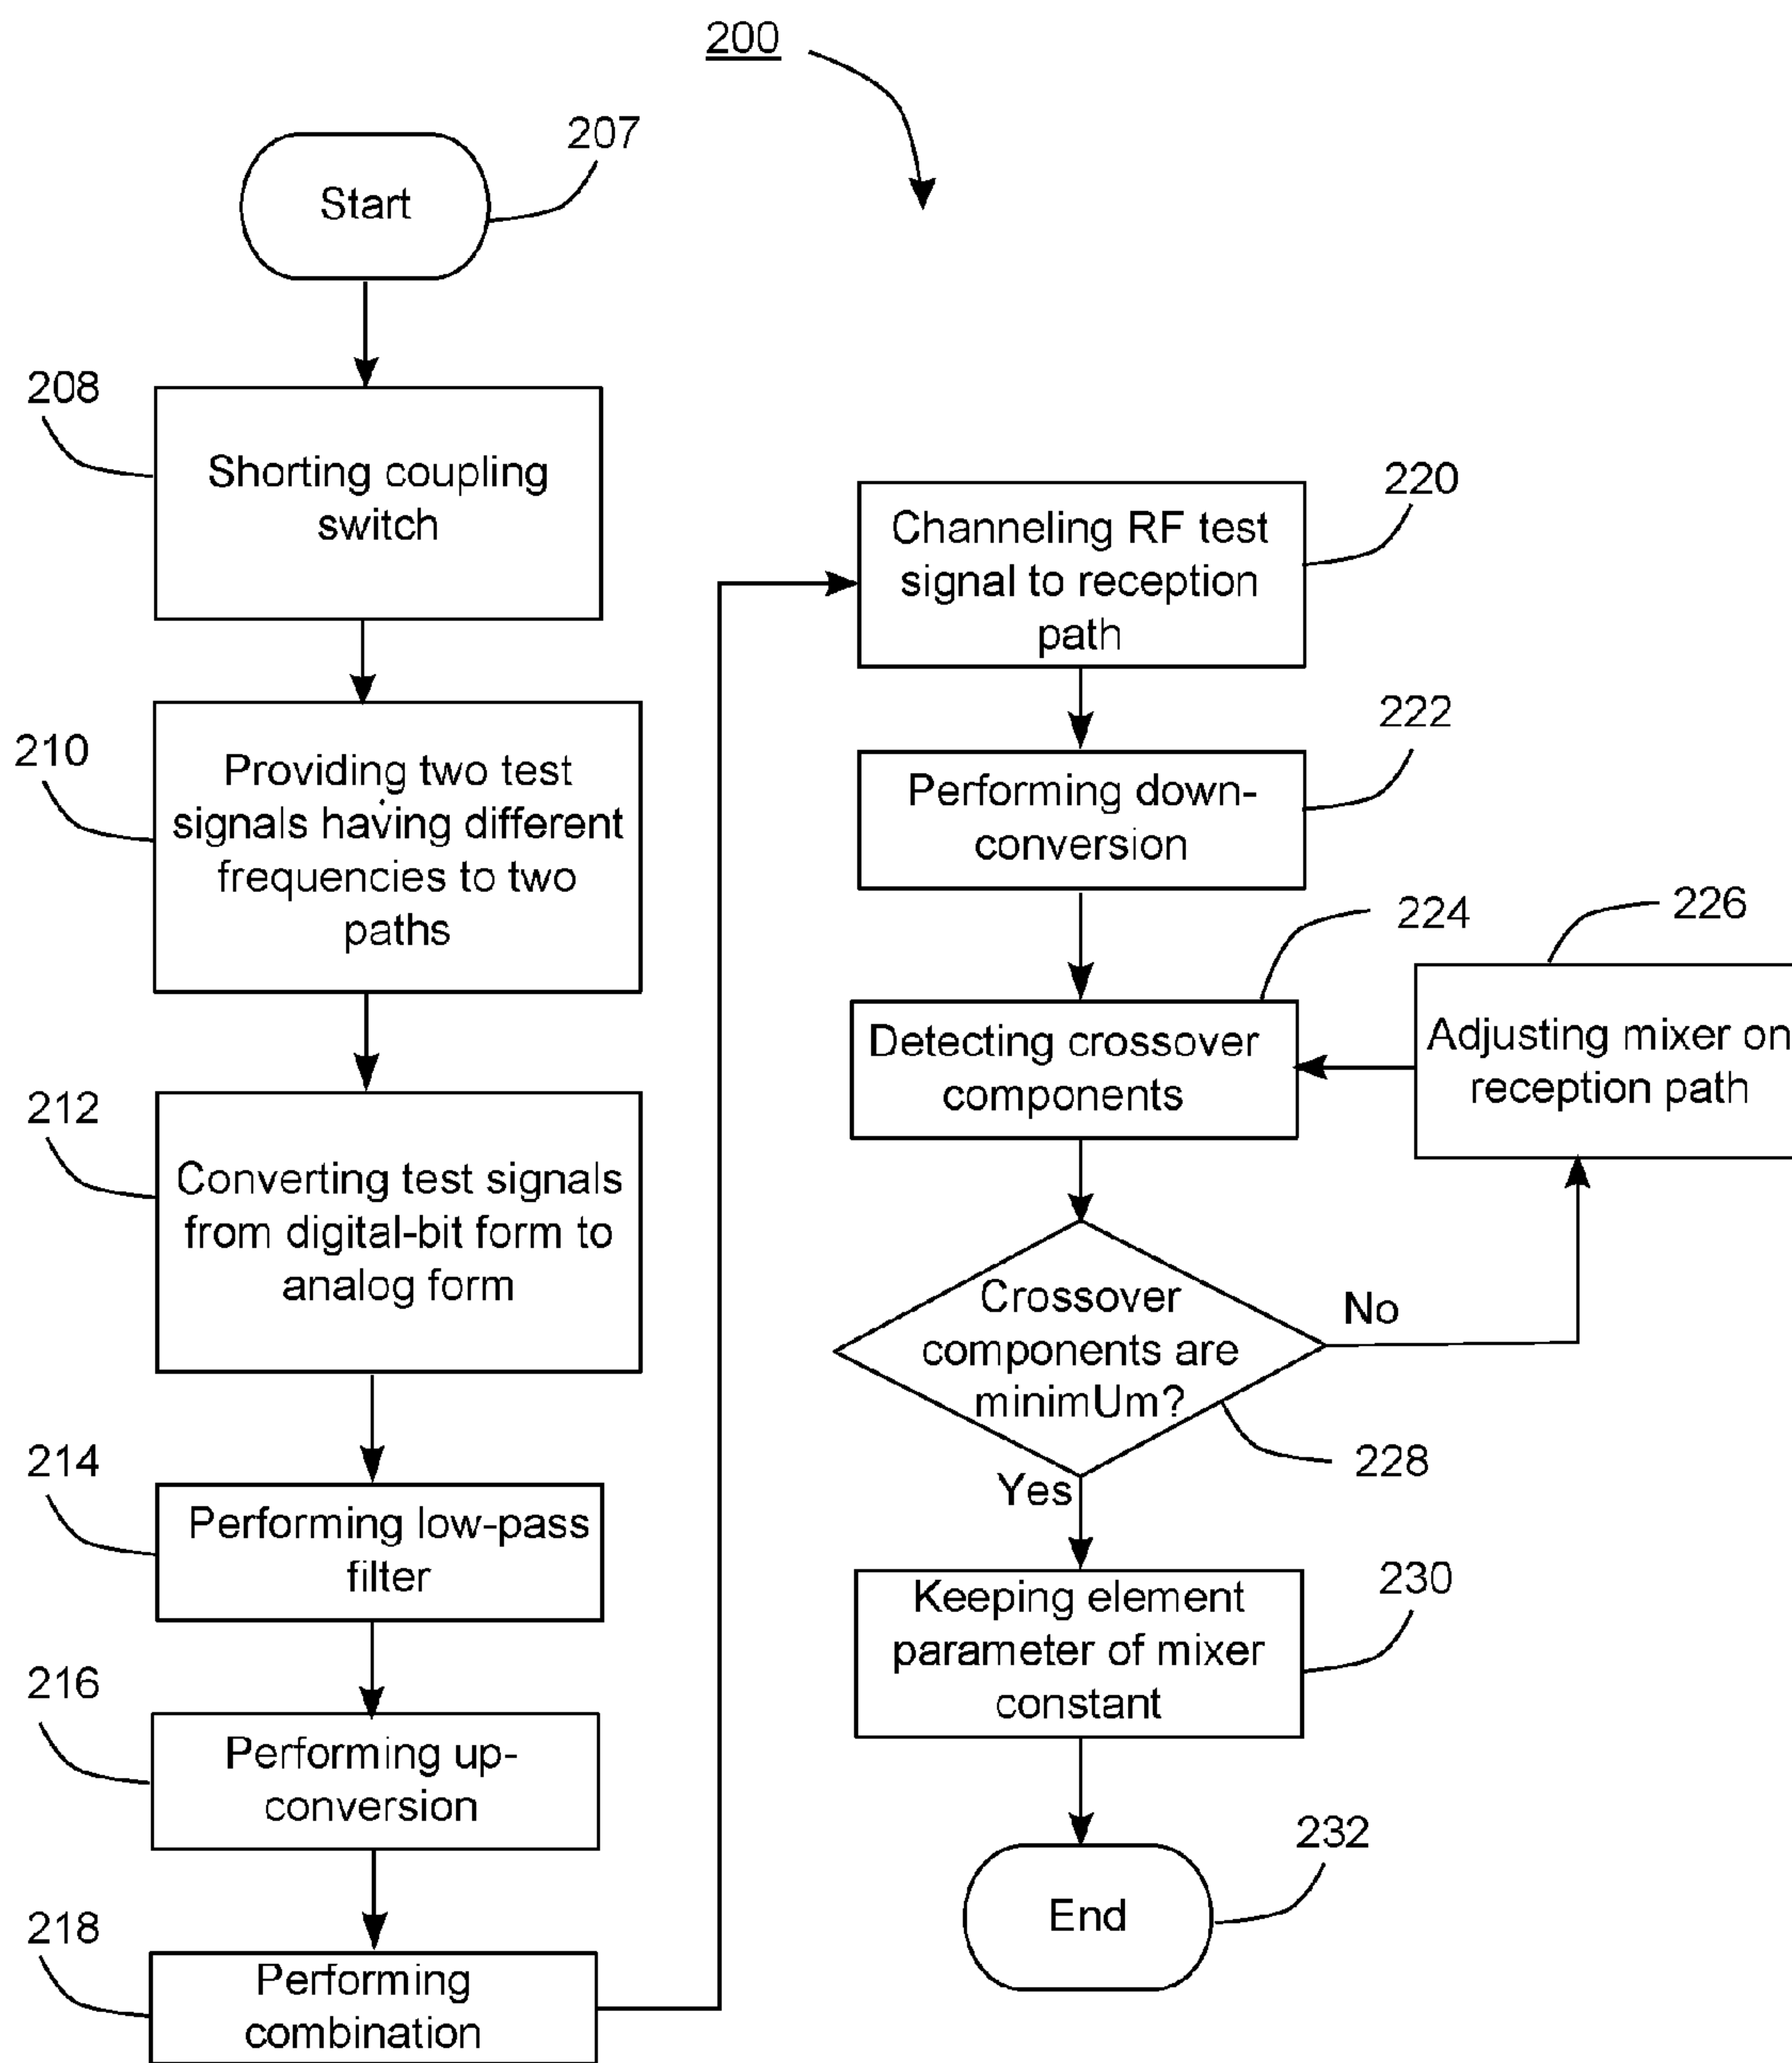 200
207
Start
208
Shorting coupling
switch
210
Providing two test
signals having different
frequencies to two
paths
212
Converting test signals
from digital-bit form to
analog form
214
Performing low-pass
filter
216
Performing up-
conversion
218
Performing
combination
220
Channeling RF test
signal to reception
path
222
Performing down-
conversion
224
Detecting crossover
components
226
Adjusting mixer on
reception path
Crossover
components are
minimUm?
No
228
Yes
230
Keeping element
parameter of mixer
constant
232
End